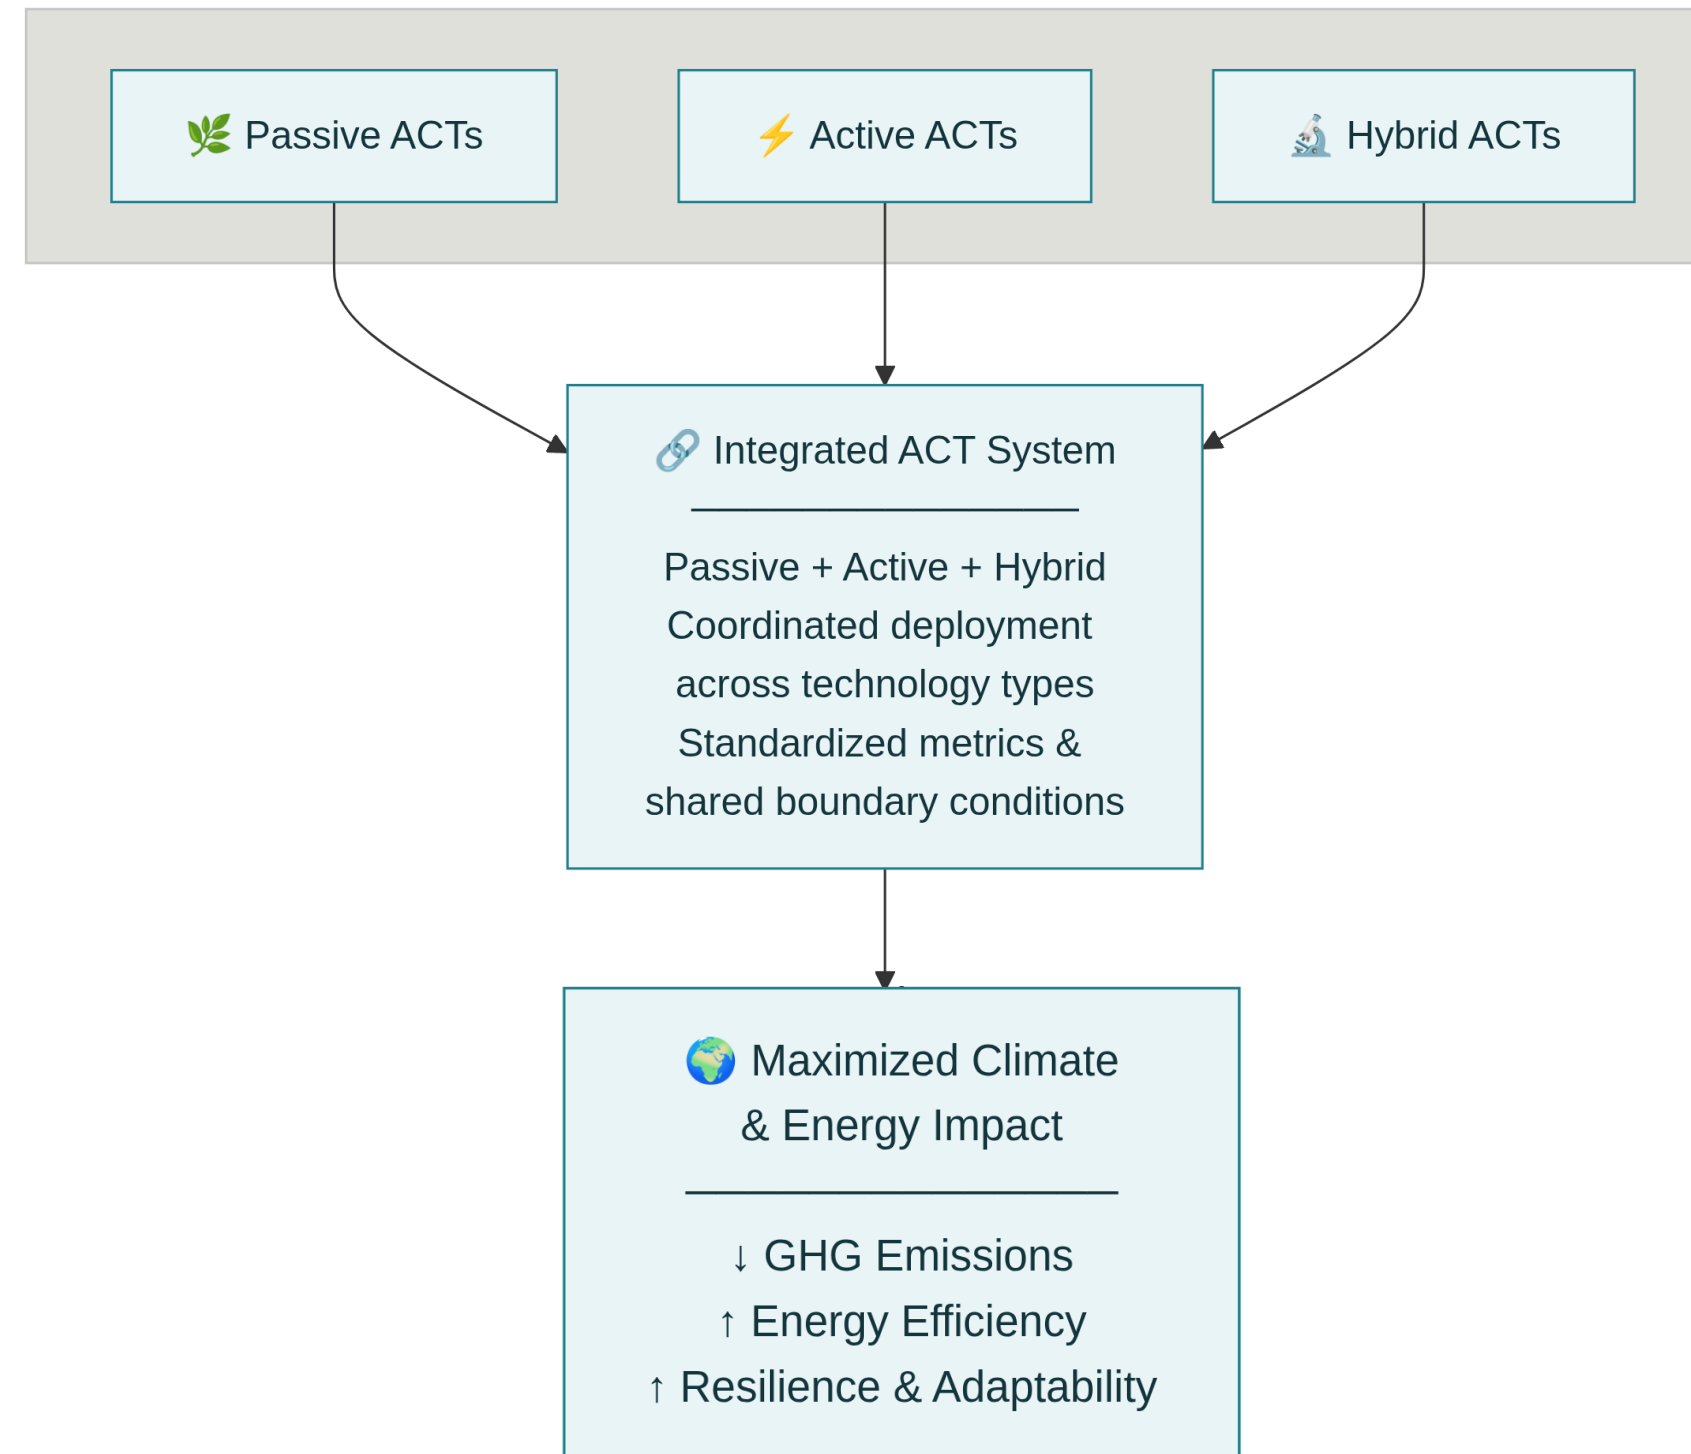 🌿 Passive ACTs
⚡ Active ACTs
🔬 Hybrid ACTs
🔗 Integrated ACT System
Passive + Active + Hybrid
Coordinated deployment
across technology types
Standardized metrics &
shared boundary conditions
🌍 Maximized Climate
& Energy Impact
↓ GHG Emissions
↑ Energy Efficiency
↑ Resilience & Adaptability